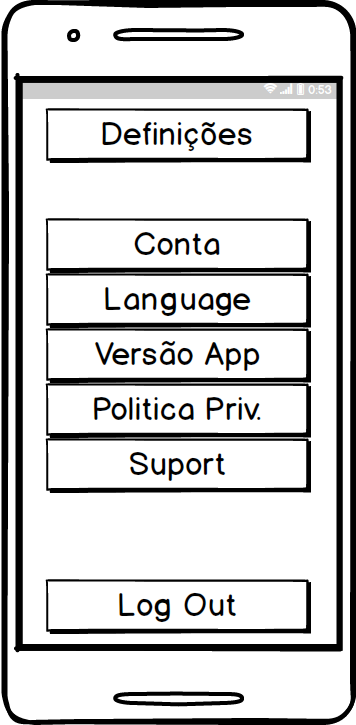 0:53
Definições
Conta
Language
Versão App
Politica Priv.
Suport
Log Out